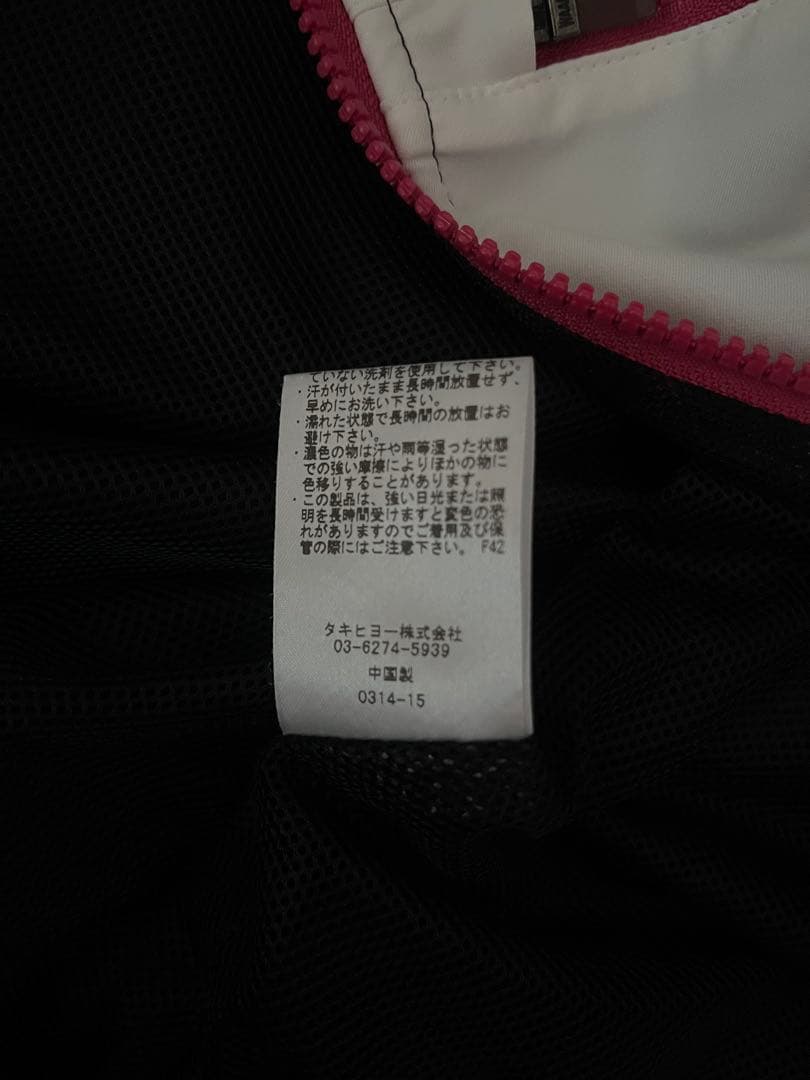 ていない洗剤を使用して下さい。
・汗が付いたまま長時間放置せず、
早めにお洗い下さい。
・濡れた状態で長時間の放置はお
避け下さい。
・濃色の物は汗や雨等湿った状態
での強い摩擦によりほかの物に
色移りすることがあります。
・この製品は、強い日光または照
明を長時間受けますと変色の恐
れがありますのでご着用及び保
管の際にはご注意下さい。 F42
タキヒヨー株式会社
03-6274-5939
中国製
0314-15